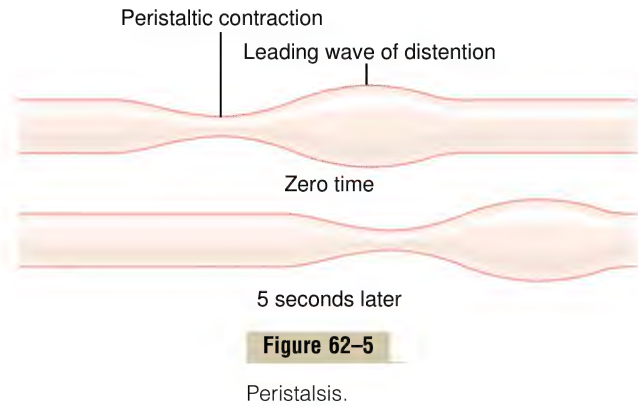 Peristaltic contraction
Leading wave of distention
Zero time
5 seconds later
Figure 62–5
Peristalsis.